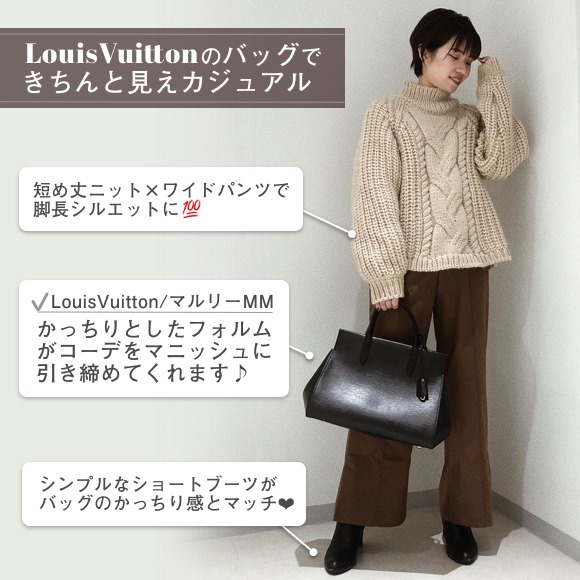 LouisVuittonのバッグで
きちんと見えカジュアル
短め丈ニット×ワイドパンツで
脚長シルエットに💯
✓LouisVuitton/マルリーMM
かっちりとしたフォルム
がコーデをマニッシュに
引き締めてくれます♪
シンプルなショートブーツが
バッグのかっちり感とマッチ❤